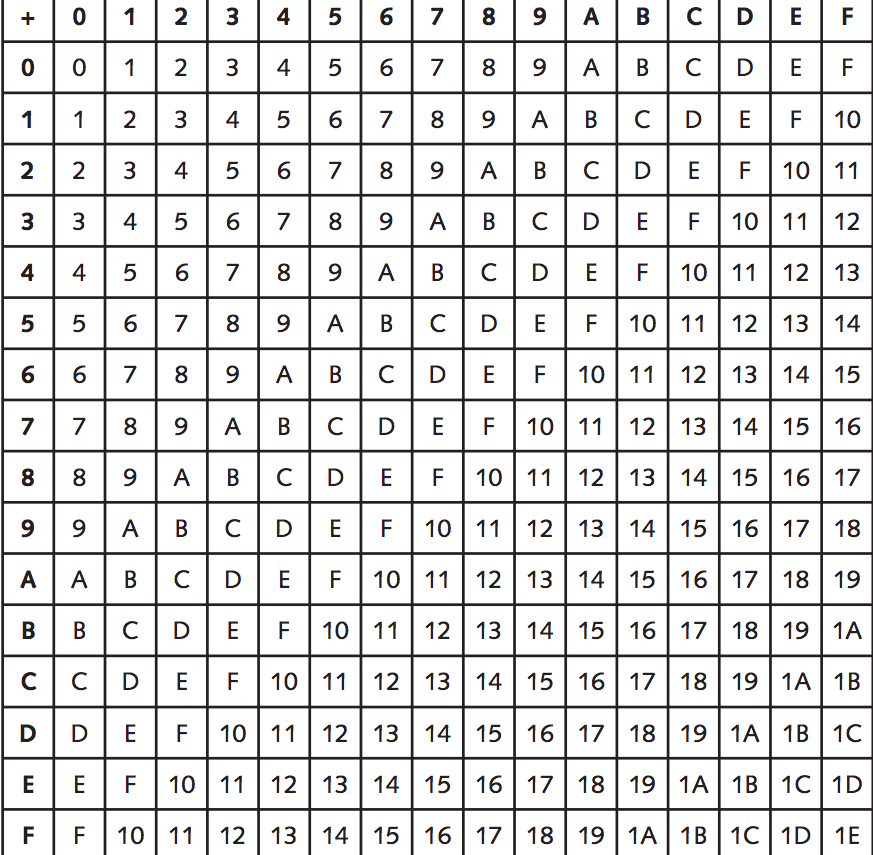 + 0 1 2 3 4 5 6 7 8 9 A B C D E F
0 0 1 2 3 4 5 6 7 8 9 A B C D E F
1 1 2 3 4 5 6 7 8 9 A B C D E F 10
2 2 3 4 5 6 7 8 9 A B C D E F 10 11
3 3 4 5 6 7 8 9 A B C D E F 10 11 12
4 4 5 6 7 8 9 A B C D E F 10 11 12 13
5 5 6 7 8 9 A B C D E F 10 11 12 13 14
6 6 7 8 9 A B C D E F 10 11 12 13 14 15
7 7 8 9 A B C D E F 10 11 12 13 14 15 16
8 8 9 A B C D E F 10 11 12 13 14 15 16 17
9 9 A B C D E F 10 11 12 13 14 15 16 17 18
A A B C D E F 10 11 12 13 14 15 16 17 18 19
B B C D E F 10 11 12 13 14 15 16 17 18 19 1A
C C D E F 10 11 12 13 14 15 16 17 18 19 1A 1B
D D E F 10 11 12 13 14 15 16 17 18 19 1A 1B 1C
E E F 10 11 12 13 14 15 16 17 18 19 1A 1B 1C 1D
F F 10 11 12 13 14 15 16 17 18 19 1A 1B 1C 1D 1E